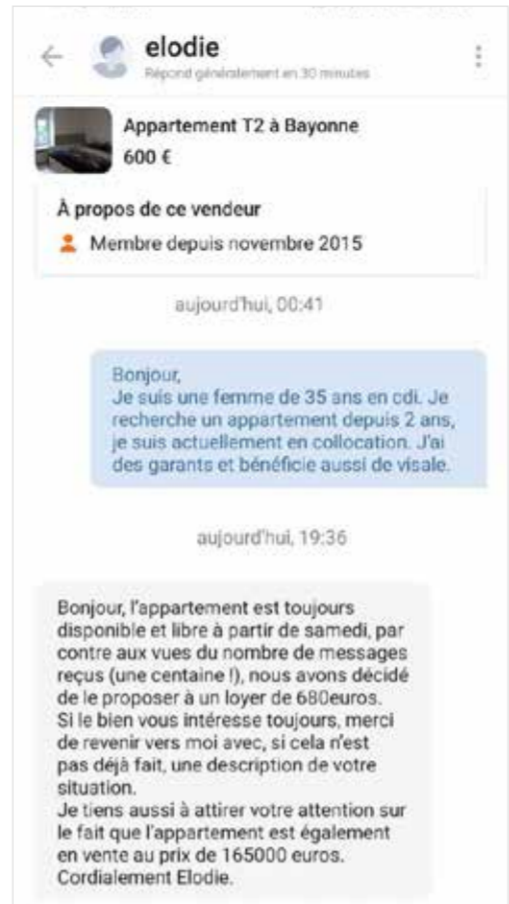 elodie
Répond généralement en 30 minutes
Appartement T2 à Bayonne
600 €
À propos de ce vendeur
Membre depuis novembre 2015
aujourd'hui, 00:41
Bonjour,
Je suis une femme de 35 ans en cdi. Je
recherche un appartement depuis 2 ans,
je suis actuellement en collocation. J'ai
des garants et bénéficie aussi de visale.
aujourd'hui, 19:36
Bonjour, l'appartement est toujours
disponible et libre à partir de samedi, par
contre aux vues du nombre de messages
reçus (une centaine !), nous avons décidé
de le proposer à un loyer de 680euros.
Si le bien vous intéresse toujours, merci
de revenir vers moi avec, si cela n'est
pas déjà fait, une description de votre
situation.
Je tiens aussi à attirer votre attention sur
le fait que l'appartement est également
en vente au prix de 165000 euros.
Cordialement Elodie.